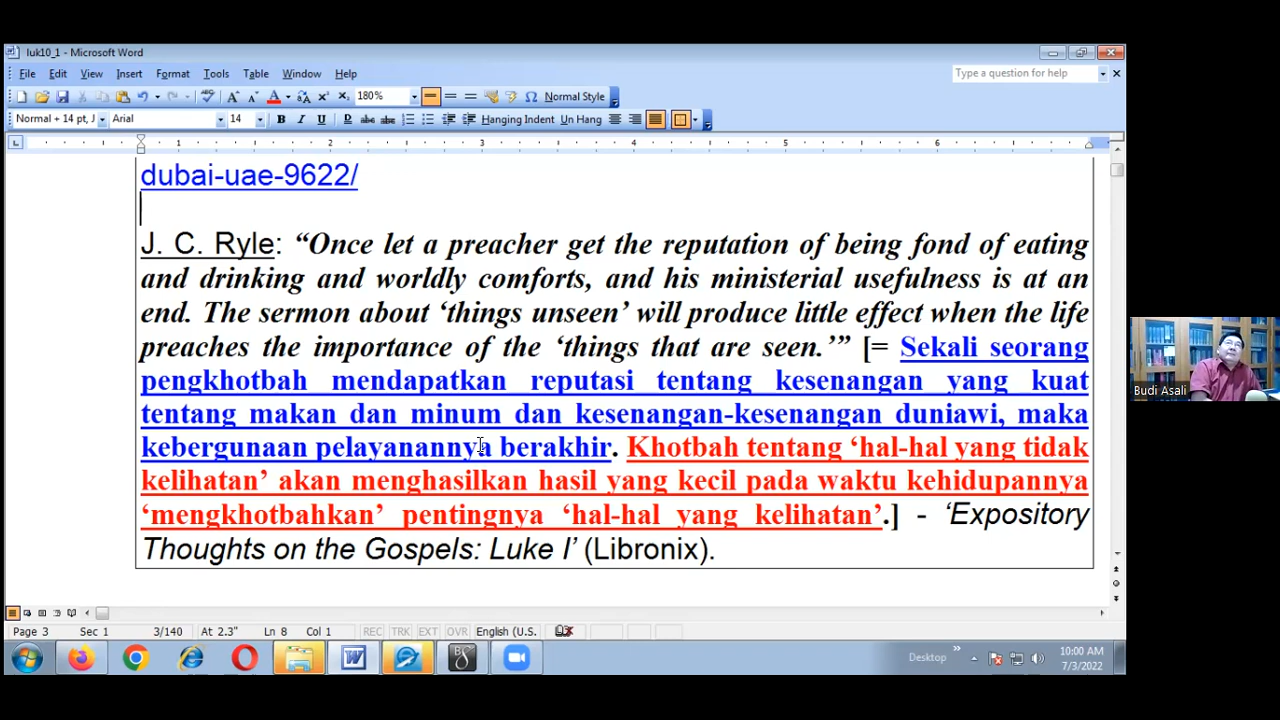 luk10_1 - Microsoft Word
File Edit View Insert Format Tools Table Window Help
Type a question for help
180% Normal Style
Normal + 14 pt, J Arial 14 B I U Hanging Indent Un Hang
1 2 3 4 5 6
dubai-uae-9622/
J. C. Ryle: “Once let a preacher get the reputation of being fond of eating
and drinking and worldly comforts, and his ministerial usefulness is at an
end. The sermon about ‘things unseen’ will produce little effect when the life
preaches the importance of the ‘things that are seen.’” [= Sekali seorang
pengkhotbah mendapatkan reputasi tentang kesenangan yang kuat
tentang makan dan minum dan kesenangan-kesenangan duniawi, maka
kebergunaan pelayanannya berakhir. Khotbah tentang ‘hal-hal yang tidak
kelihatan’ akan menghasilkan hasil yang kecil pada waktu kehidupannya
‘mengkhotbahkan’ pentingnya ‘hal-hal yang kelihatan’.] - ‘Expository
Thoughts on the Gospels: Luke I’ (Libronix).
Budi Asali
Page 3 Sec 1 3/140 At 2.3" Ln 8 Col 1 REC TRK EXT OVR English (U.S.
Desktop
10:00 AM
7/3/2022